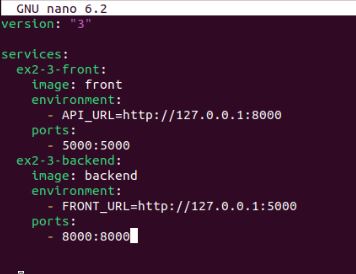 GNU nano 6.2
version: "3"
services:
  ex2-3-front:
    image: front
    environment:
      - API_URL=http://127.0.0.1:8000
    ports:
      - 5000:5000
  ex2-3-backend:
    image: backend
    environment:
      - FRONT_URL=http://127.0.0.1:5000
    ports:
      - 8000:8000